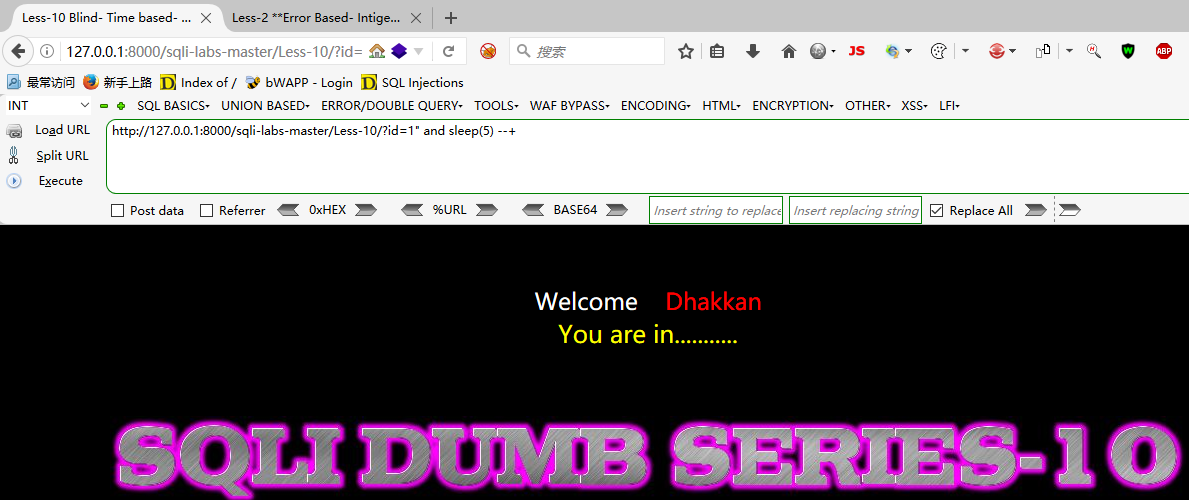 Less-10 Blind- Time based- ... Less-2 **Error Based- Intige...
127.0.0.1:8000/sqli-labs-master/Less-10/?id= 搜索 JS ABP
最常访问 新手上路 Index of / bWAPP - Login SQL Injections
INT SQL BASICS UNION BASED ERROR/DOUBLE QUERY TOOLS WAF BYPASS ENCODING HTML ENCRYPTION OTHER XSS LFI
Load URL http://127.0.0.1:8000/sqli-labs-master/Less-10/?id=1" and sleep(5) --+
Split URL
Execute
Post data Referrer 0xHEX %URL BASE64 Insert string to replace Insert replacing string Replace All
Welcome Dhakkan
You are in...........
SQLI DUMB SERIES-10